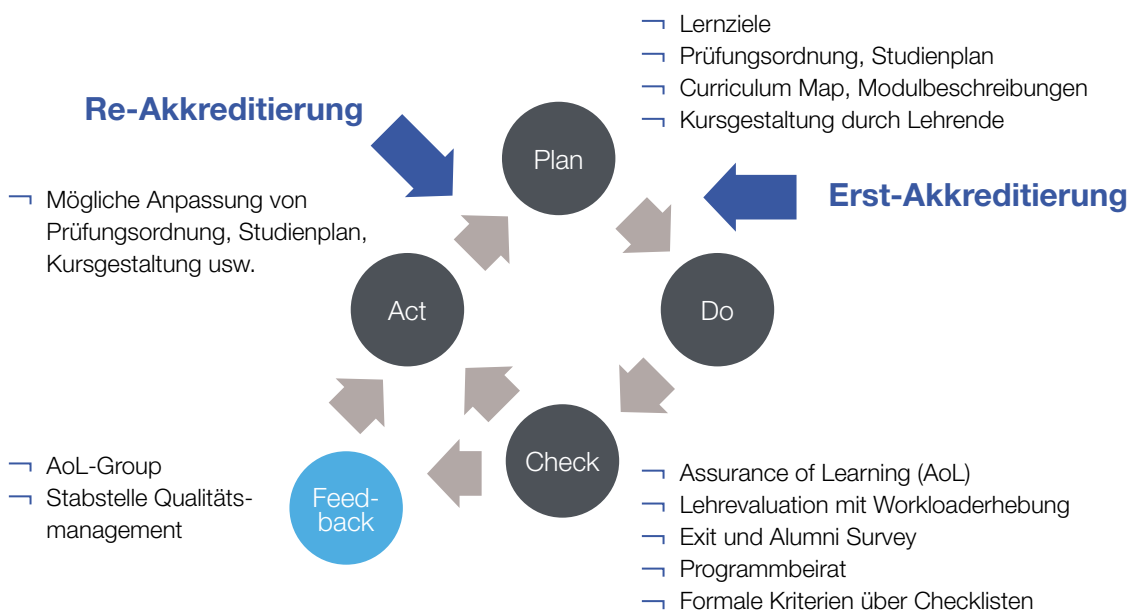 Lernziele
Prüfungsordnung, Studienplan
Curriculum Map, Modulbeschreibungen
Kursgestaltung durch Lehrende
Re-Akkreditierung
Plan
Erst-Akkreditierung
Mögliche Anpassung von
Prüfungsordnung, Studienplan,
Kursgestaltung usw.
Act
Do
Check
AoL-Group
Stabstelle Qualitäts-
management
Feed-
back
Assurance of Learning (AoL)
Lehrevaluation mit Workloaderhebung
Exit und Alumni Survey
Programmbeirat
Formale Kriterien über Checklisten